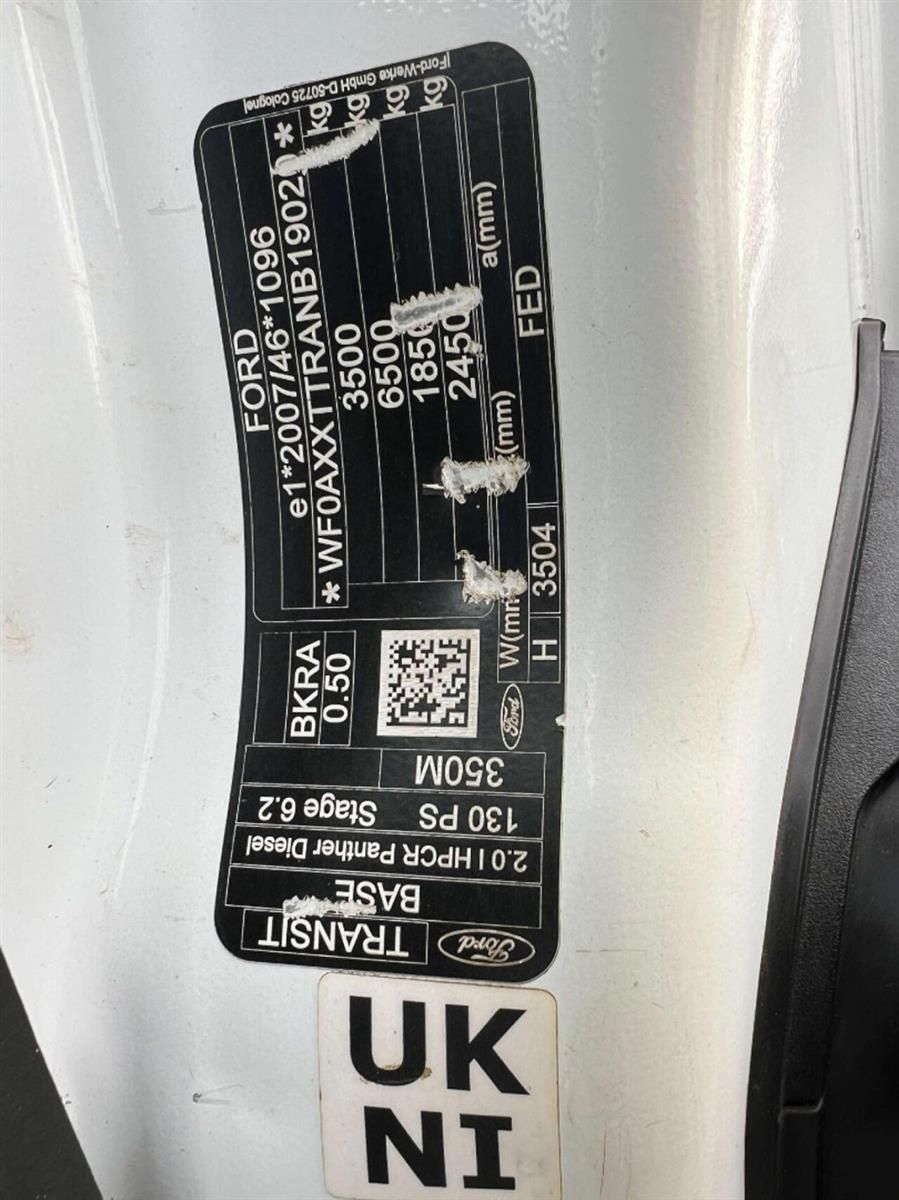 Ford-Werke GmbH D-50725 Cologne
FORD
e1*2007/46*1096
kg
3500 kg
6500 kg
1850 kg
2450
a(mm)
FED
H 3504
BKRA
0.50
Ford
TRANSIT
Ford
BASE
2.0 l HPCR Panther Diesel
130 PS Stage 6.2
350M
UK
NI